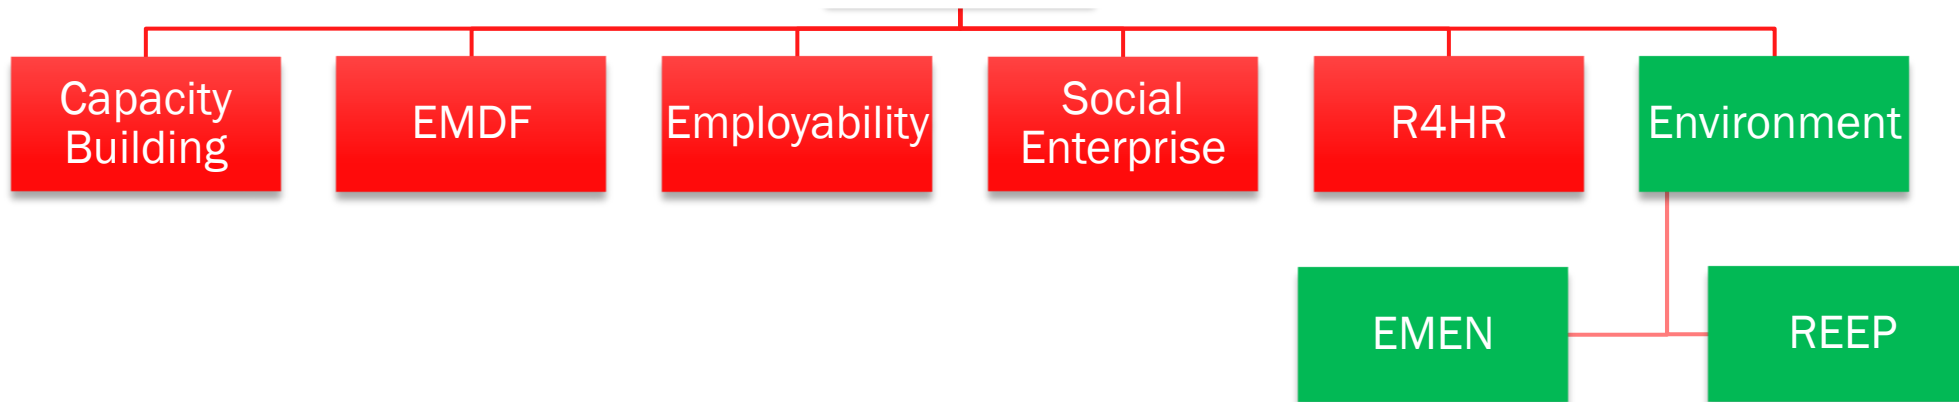 Capacity
Building
EMDF
Employability
Social
Enterprise
R4HR
Environment
EMEN
REEP